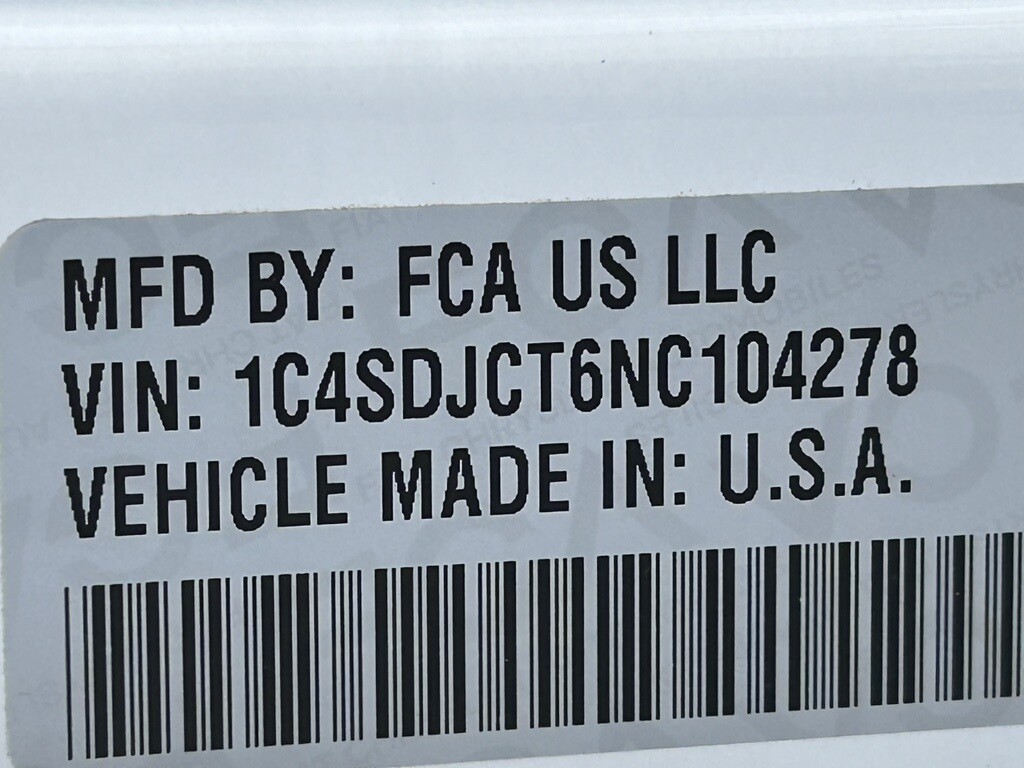 MFD BY: FCA US LLC
VIN: 1C4SDJCT6NC104278
VEHICLE MADE IN: U.S.A.